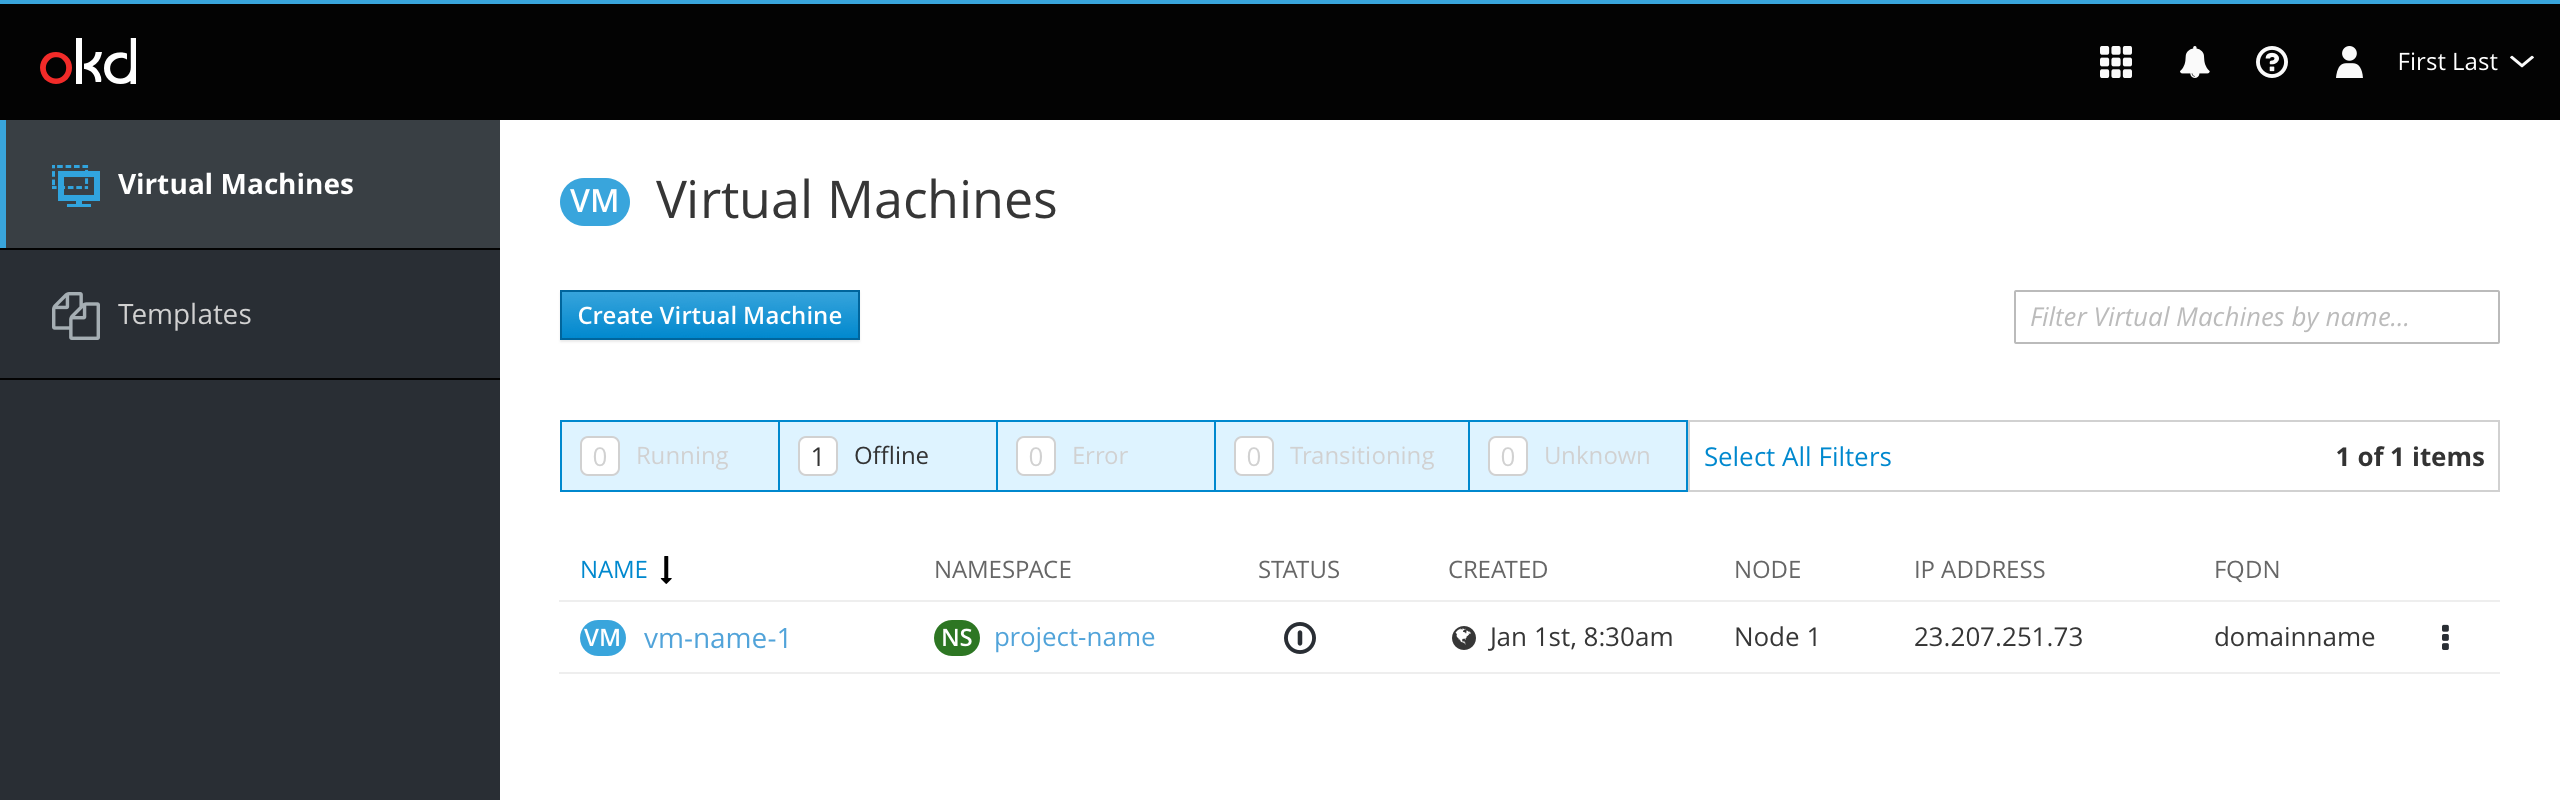 okd
First Last
Virtual Machines
Templates
VM Virtual Machines
Create Virtual Machine
Filter Virtual Machines by name...
0 Running 1 Offline 0 Error 0 Transitioning 0 Unknown Select All Filters 1 of 1 items
NAME NAMESPACE STATUS CREATED NODE IP ADDRESS FQDN
VM vm-name-1 NS project-name Jan 1st, 8:30am Node 1 23.207.251.73 domainname